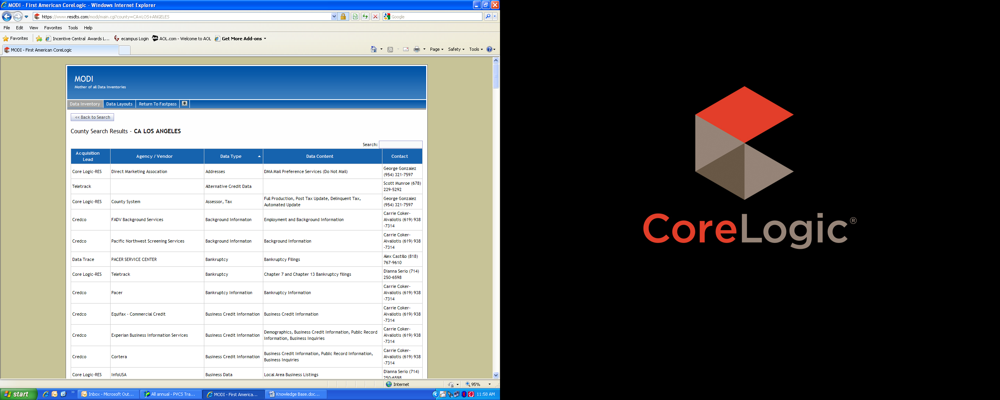 MODI - First American CoreLogic - Windows Internet Explorer
https://www.resdts.com/modi/main.cgi?county=CA+LOS+ANGELES
Google
File Edit View Favorites Tools Help
Favorites Incentive Central Awards L... ecampus Login AOL.com - Welcome to AOL Get More Add-ons
MODI - First American CoreLogic
Page Safety Tools
MODI
Mother of all Data Inventories
Data Inventory Data Layouts Return To Fastpass
<< Back to Search
County Search Results - CA LOS ANGELES
Search:
Acquisition
Lead
Agency / Vendor
Data Type
Data Content
Contact
Core Logic-RES
Direct Marketing Assocation
Addresses
DMA Mail Preference Services (Do Not Mail)
George Gonzalez
(954) 321-7597
Teletrack
Alternative Credit Data
Scott Munroe (678)
229-5292
Core Logic-RES
County System
Assessor, Tax
Full Production, Post Tax Update, Delinquent Tax,
Automated Update
George Gonzalez
(954) 321-7597
Credco
FADV Background Services
Background Informaton
Employment and Background Information
Carrie Coker-
Aivaliotis (619) 938
-7314
Credco
Pacific Northwest Screening Services
Background Informaton
Background Information
Carrie Coker-
Aivaliotis (619) 938
-7314
Data Trace
PACER SERVICE CENTER
Bankruptcy
Bankruptcy Filings
Alex Castillo (818)
767-9610
Core Logic-RES
Teletrack
Bankruptcy
Chapter 7 and Chapter 13 Bankruptcy filings
Dianna Serio (714)
250-6598
Credco
Pacer
Bankruptcy Information
Bankruptcy Information
Carrie Coker-
Aivaliotis (619) 938
-7314
Credco
Equifax - Commercial Credit
Business Credit Information
Business Credit Information
Carrie Coker-
Aivaliotis (619) 938
-7314
Credco
Experian Business Information Services
Business Credit Information
Demographics, Business Credit Information, Public Record
Information, Business Inquiries
Carrie Coker-
Aivaliotis (619) 938
-7314
Credco
Cortera
Business Credit Information
Business Credit Information, Public Record Information,
Business Inquiries
Carrie Coker-
Aivaliotis (619) 938
-7314
Core Logic-RES
InfoUSA
Business Data
Local Area Business Listings
Dianna Serio (714)
250-6598
Internet
95%
start
Inbox - Microsoft Out...
All annual - PVCS Tra...
MODI - First America...
Knowledge Base.doc...
11:58 AM
CoreLogic®